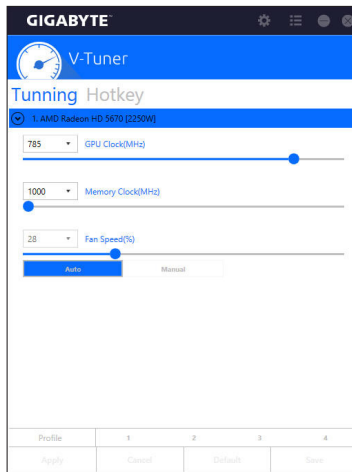 GIGABYTE™
V-Tuner
Tunning Hotkey
1. AMD Radeon HD 5670 [2250W]
785 GPU Clock(MHz)
1000 Memory Clock(MHz)
28 Fan Speed(%)
Auto Manual
Profile 1 2 3 4
Apply Cancel Default Save